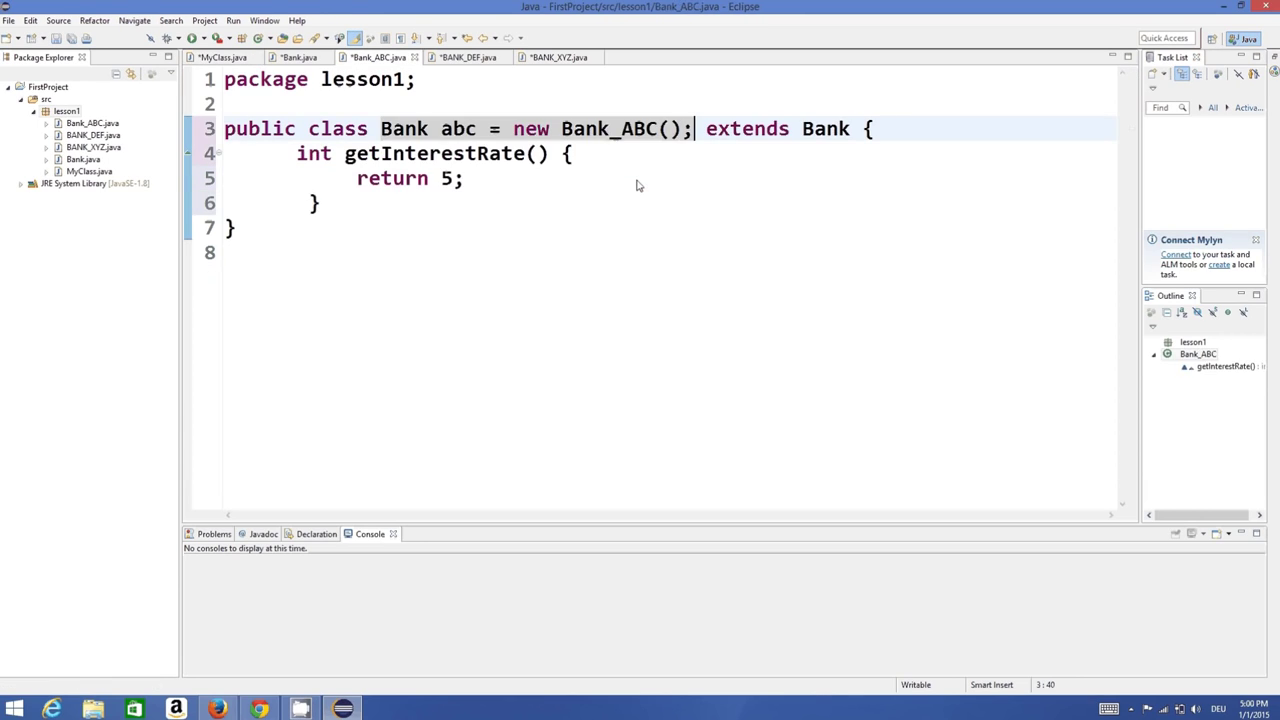 Java - FirstProject/src/lesson1/Bank_ABC.java - Eclipse
File Edit Source Refactor Navigate Search Project Run Window Help
Quick Access Java
Package Explorer
*MyClass.java *Bank.java *Bank_ABC.java *BANK_DEF.java *BANK_XYZ.java
Task List
FirstProject
src
lesson1
Bank_ABC.java
BANK_DEF.java
BANK_XYZ.java
Bank.java
MyClass.java
JRE System Library [JavaSE-1.8]
1 package lesson1;
2
3 public class Bank abc = new Bank_ABC(); extends Bank {
4 int getInterestRate() {
5 return 5;
6 }
7 }
8
Find All Activa...
Connect Mylyn
Connect to your task and
ALM tools or create a local
task.
Outline
lesson1
Bank_ABC
getInterestRate() : i
Problems Javadoc Declaration Console
No consoles to display at this time.
Writable Smart Insert 3 : 40
DEU 5:00 PM
1/1/2015